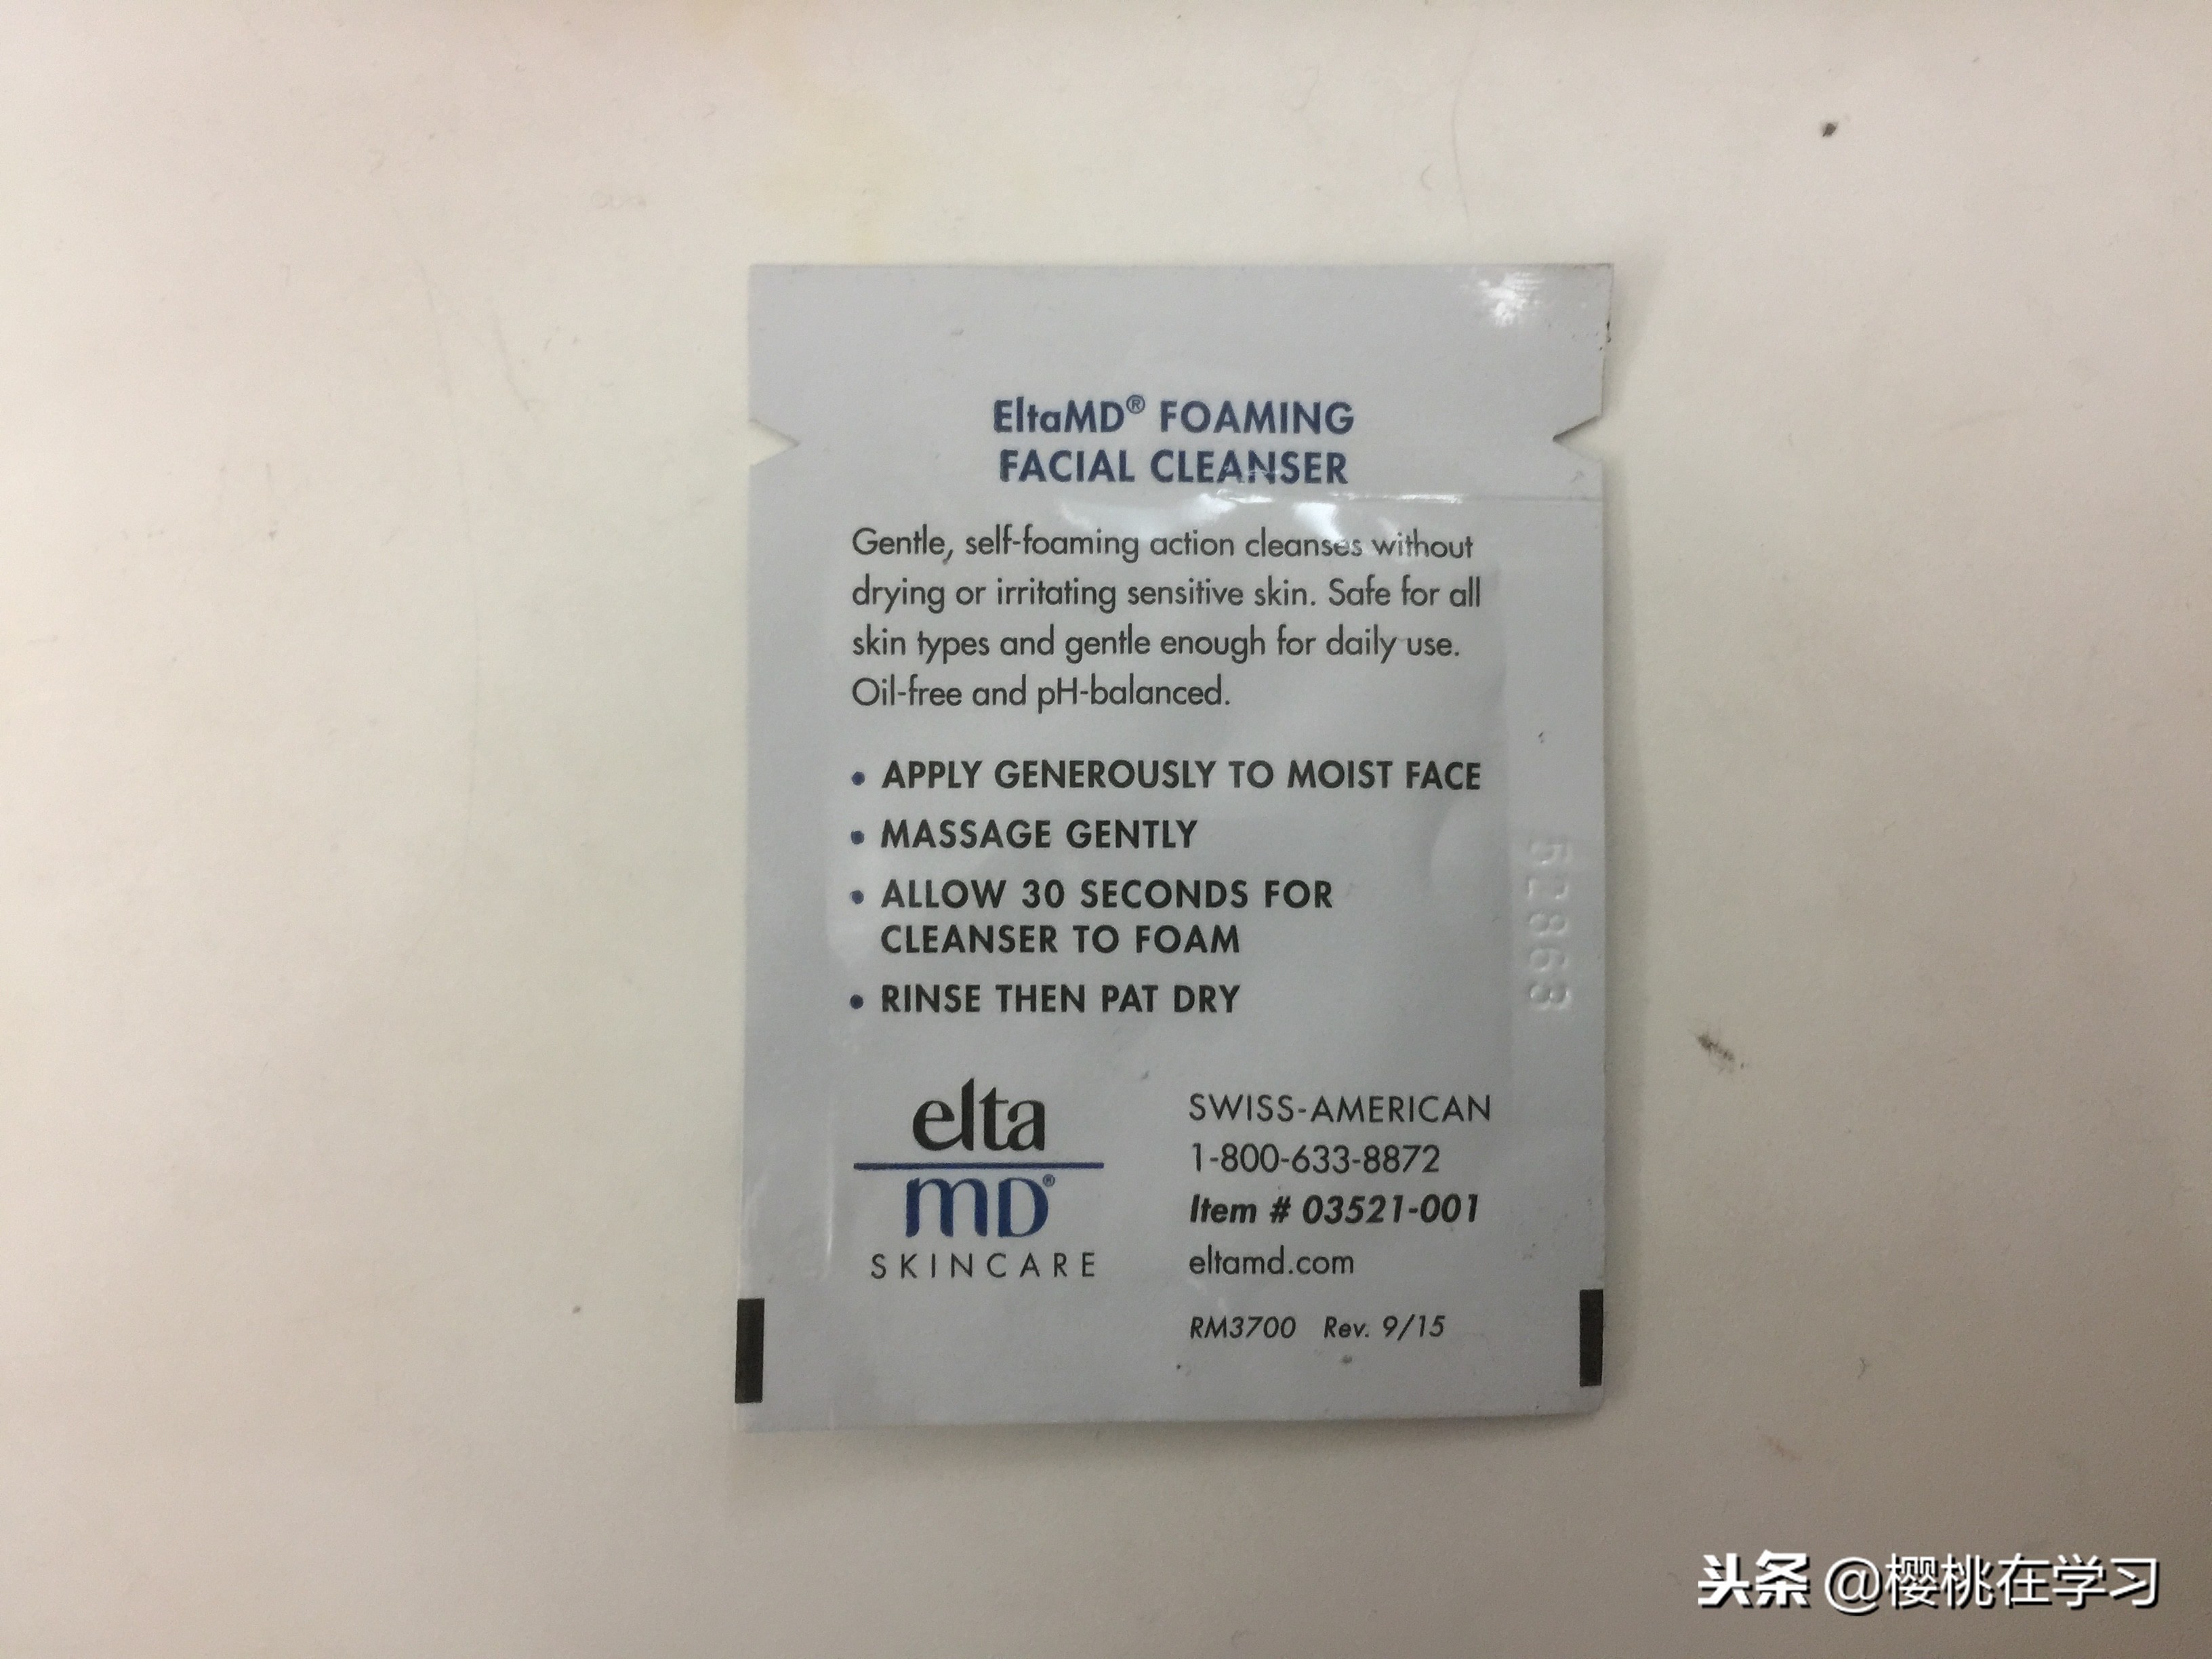 EltaMD® FOAMING
FACIAL CLEANSER
Gentle, self-foaming action cleanses without
drying or irritating sensitive skin. Safe for all
skin types and gentle enough for daily use.
Oil-free and pH-balanced.
• APPLY GENEROUSLY TO MOIST FACE
• MASSAGE GENTLY
• ALLOW 30 SECONDS FOR
CLEANSER TO FOAM
• RINSE THEN PAT DRY
elta
MD®
SKINCARE
SWISS-AMERICAN
1-800-633-8872
Item # 03521-001
eltamd.com
RM3700 Rev. 9/15
头条 @樱桃在学习